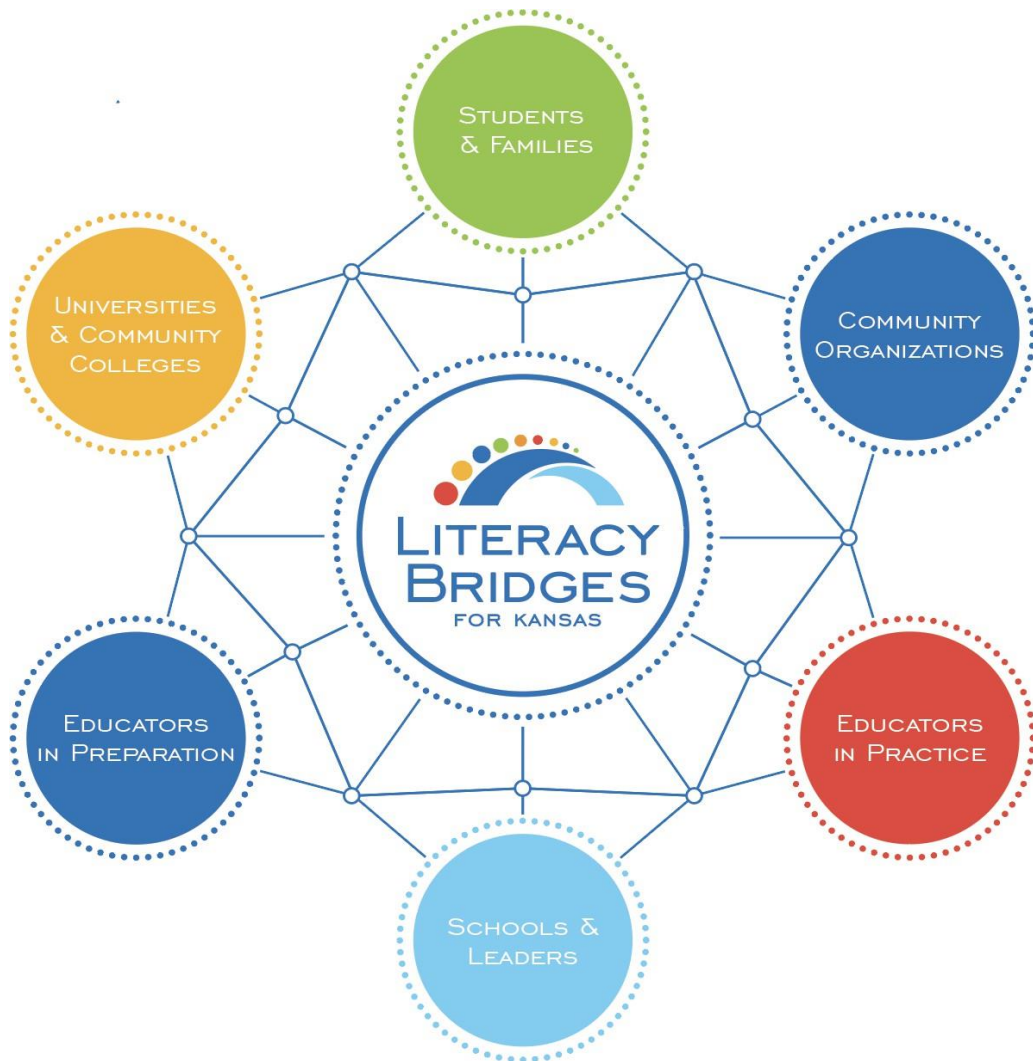 STUDENTS
& FAMILIES
UNIVERSITIES
& COMMUNITY
COLLEGES
COMMUNITY
ORGANIZATIONS
LITERACY
BRIDGES
FOR KANSAS
EDUCATORS
IN PREPARATION
EDUCATORS
IN PRACTICE
SCHOOLS &
LEADERS